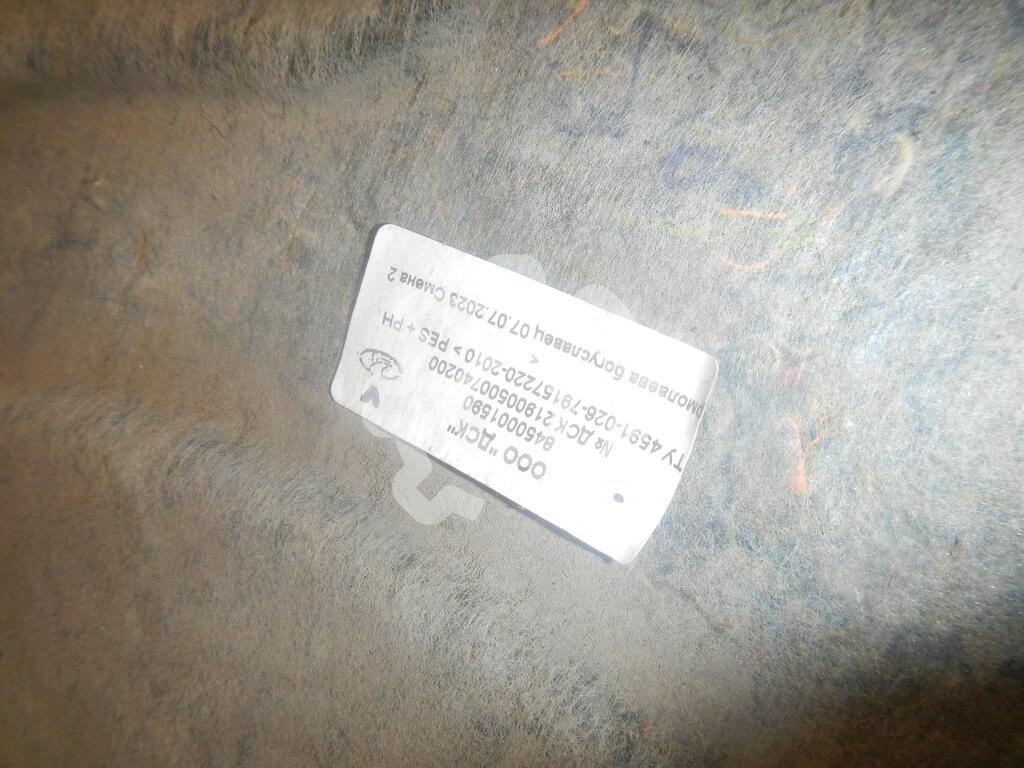 ООО "ДСК"
8450001590
№ ДСК 21900500740200
ТУ 4591-026-79157220-2010 > PES + PH
<
богуславец 07.07.2023 Смена 2